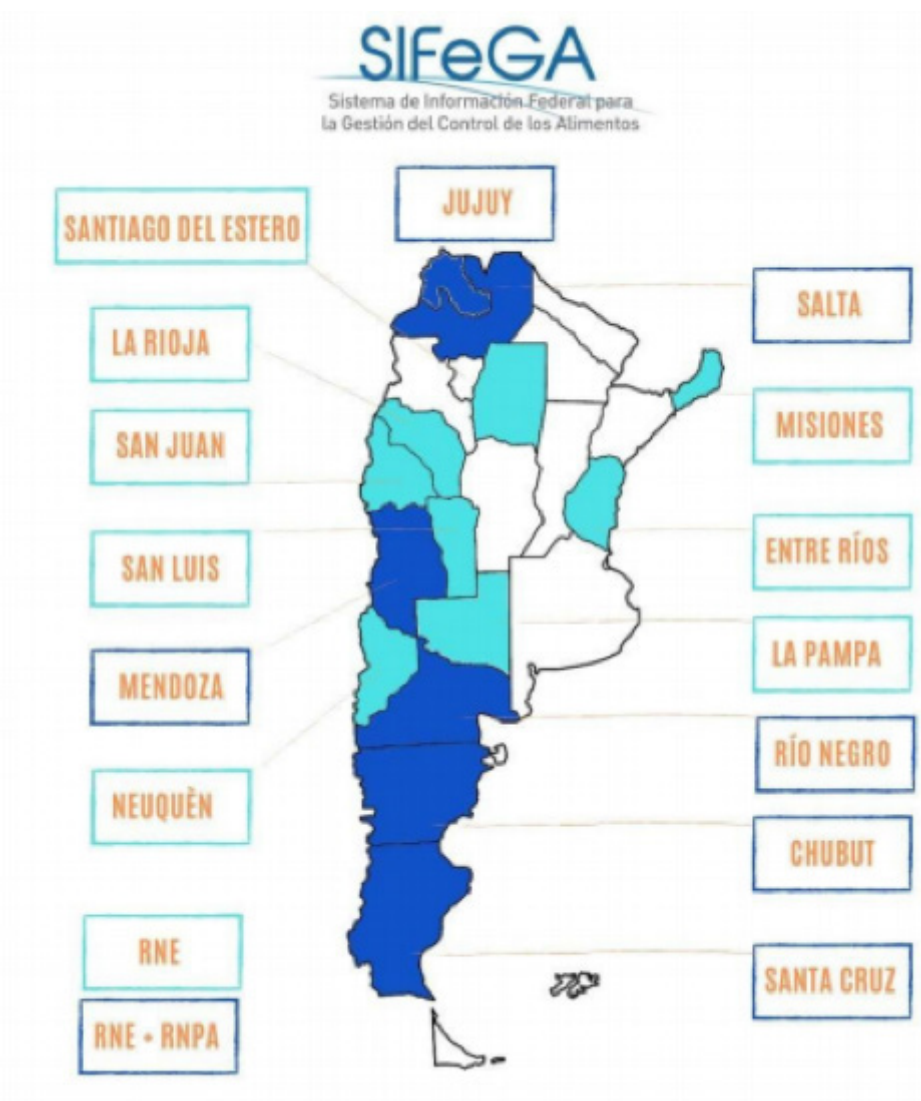 SIFeGA
Sistema de Información Federal para
la Gestión del Control de los Alimentos
JUJUY
SANTIAGO DEL ESTERO
SALTA
LA RIOJA
MISIONES
SAN JUAN
ENTRE RÍOS
SAN LUIS
LA PAMPA
MENDOZA
RÍO NEGRO
NEUQUÈN
CHUBUT
RNE
SANTA CRUZ
RNE + RNPA